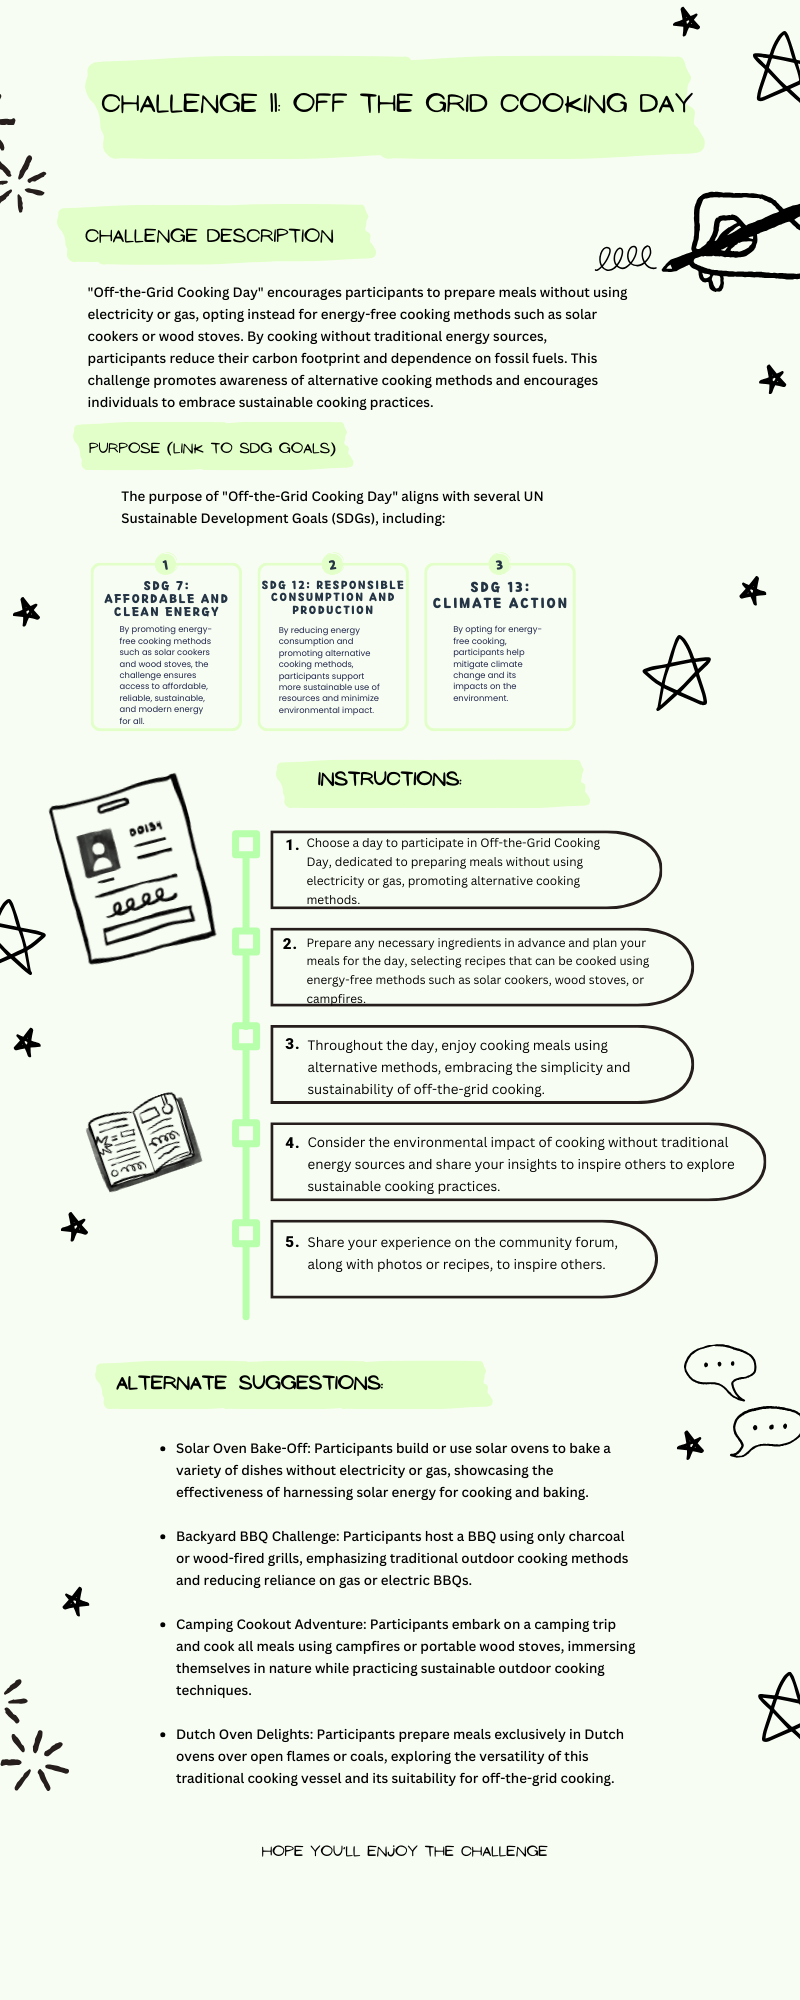 CHALLENGE 11: OFF THE GRID COOKING DAY
CHALLENGE DESCRIPTION
"Off-the-Grid Cooking Day" encourages participants to prepare meals without using
electricity or gas, opting instead for energy-free cooking methods such as solar
cookers or wood stoves. By cooking without traditional energy sources,
participants reduce their carbon footprint and dependence on fossil fuels. This
challenge promotes awareness of alternative cooking methods and encourages
individuals to embrace sustainable cooking practices.
PURPOSE (LINK TO SDG GOALS)
The purpose of "Off-the-Grid Cooking Day" aligns with several UN
Sustainable Development Goals (SDGs), including:
1
SDG 7:
AFFORDABLE AND
CLEAN ENERGY
By promoting energy-
free cooking methods
such as solar cookers
and wood stoves, the
challenge ensures
access to affordable,
reliable, sustainable,
and modern energy
for all.
2
SDG 12: RESPONSIBLE
CONSUMPTION AND
PRODUCTION
By reducing energy
consumption and
promoting alternative
cooking methods,
participants support
more sustainable use of
resources and minimize
environmental impact.
3
SDG 13:
CLIMATE ACTION
By opting for energy-
free cooking,
participants help
mitigate climate
change and its
impacts on the
environment.
INSTRUCTIONS:
00134
1. Choose a day to participate in Off-the-Grid Cooking
Day, dedicated to preparing meals without using
electricity or gas, promoting alternative cooking
methods.
2. Prepare any necessary ingredients in advance and plan your
meals for the day, selecting recipes that can be cooked using
energy-free methods such as solar cookers, wood stoves, or
campfires.
3. Throughout the day, enjoy cooking meals using
alternative methods, embracing the simplicity and
sustainability of off-the-grid cooking.
4. Consider the environmental impact of cooking without traditional
energy sources and share your insights to inspire others to explore
sustainable cooking practices.
5. Share your experience on the community forum,
along with photos or recipes, to inspire others.
ALTERNATE SUGGESTIONS:
• Solar Oven Bake-Off: Participants build or use solar ovens to bake a
variety of dishes without electricity or gas, showcasing the
effectiveness of harnessing solar energy for cooking and baking.
• Backyard BBQ Challenge: Participants host a BBQ using only charcoal
or wood-fired grills, emphasizing traditional outdoor cooking methods
and reducing reliance on gas or electric BBQs.
• Camping Cookout Adventure: Participants embark on a camping trip
and cook all meals using campfires or portable wood stoves, immersing
themselves in nature while practicing sustainable outdoor cooking
techniques.
• Dutch Oven Delights: Participants prepare meals exclusively in Dutch
ovens over open flames or coals, exploring the versatility of this
traditional cooking vessel and its suitability for off-the-grid cooking.
HOPE YOU'LL ENJOY THE CHALLENGE